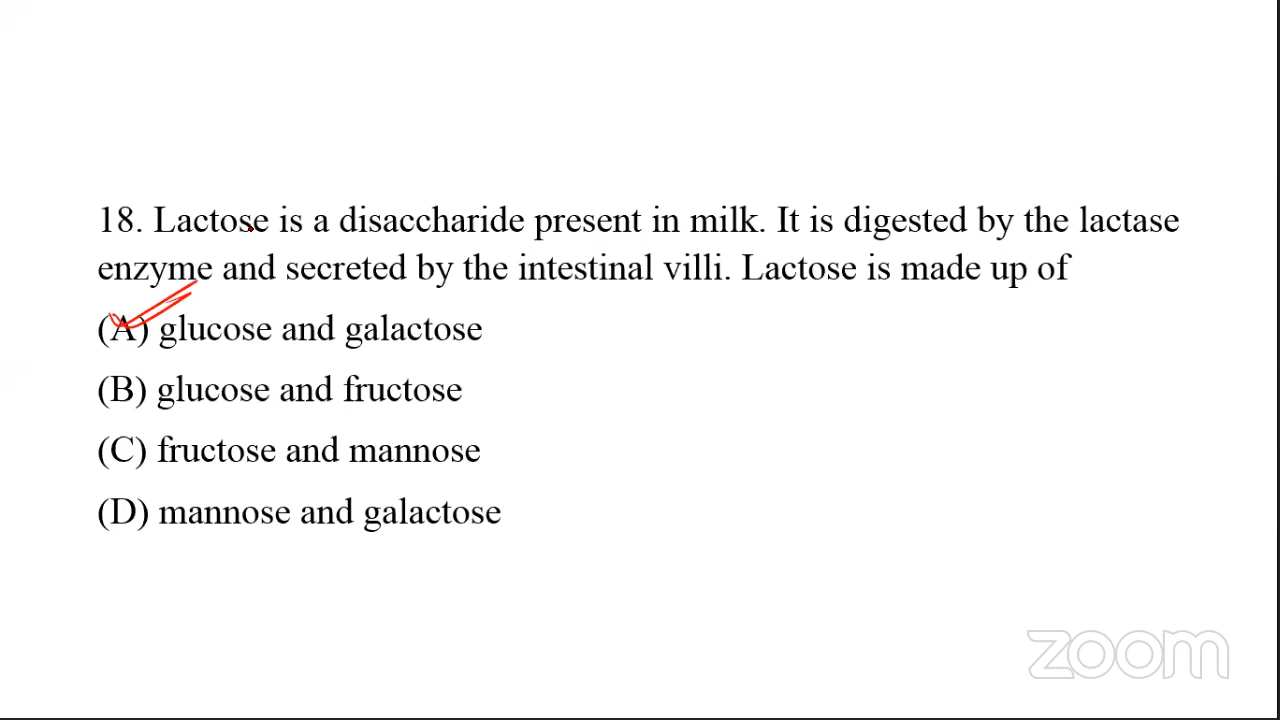 18. Lactose is a disaccharide present in milk. It is digested by the lactase
enzyme and secreted by the intestinal villi. Lactose is made up of
(A) glucose and galactose
(B) glucose and fructose
(C) fructose and mannose
(D) mannose and galactose
zoom